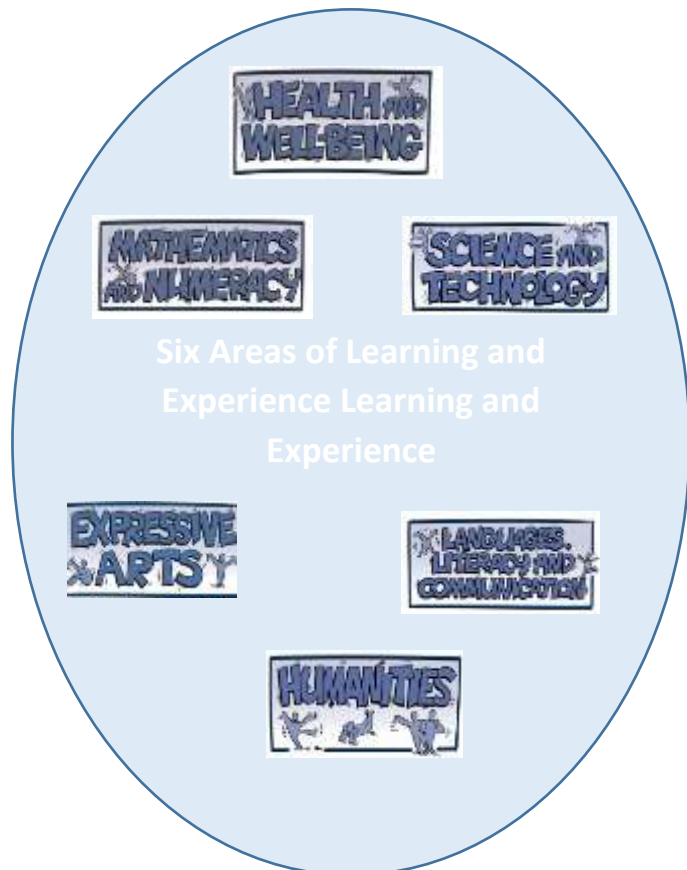 HEALTH AND
WELL-BEING
MATHEMATICS
AND NUMERACY
SCIENCE AND
TECHNOLOGY
Six Areas of Learning and
Experience Learning and
Experience
EXPRESSIVE
ARTS
LANGUAGES,
LITERACY AND
COMMUNICATION
HUMANITIES